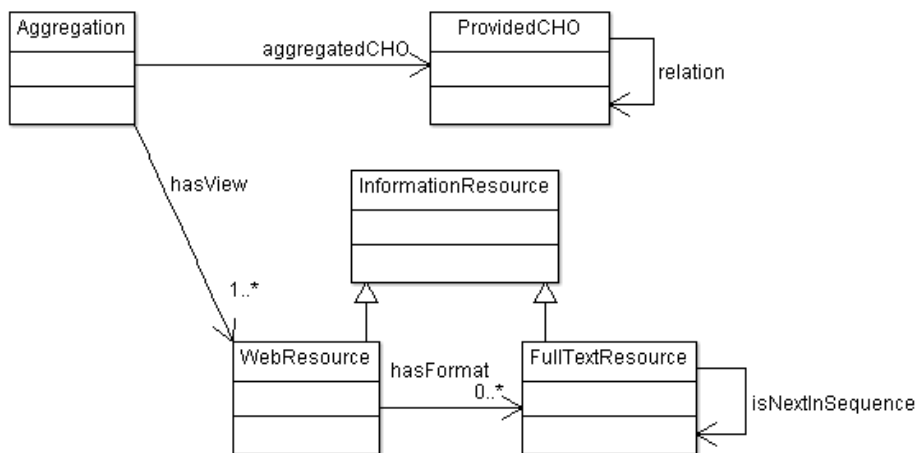 Aggregation
ProvidedCHO
aggregatedCHO
relation
hasView
InformationResource
1..*
WebResource
hasFormat
0..*
FullTextResource
isNextInSequence